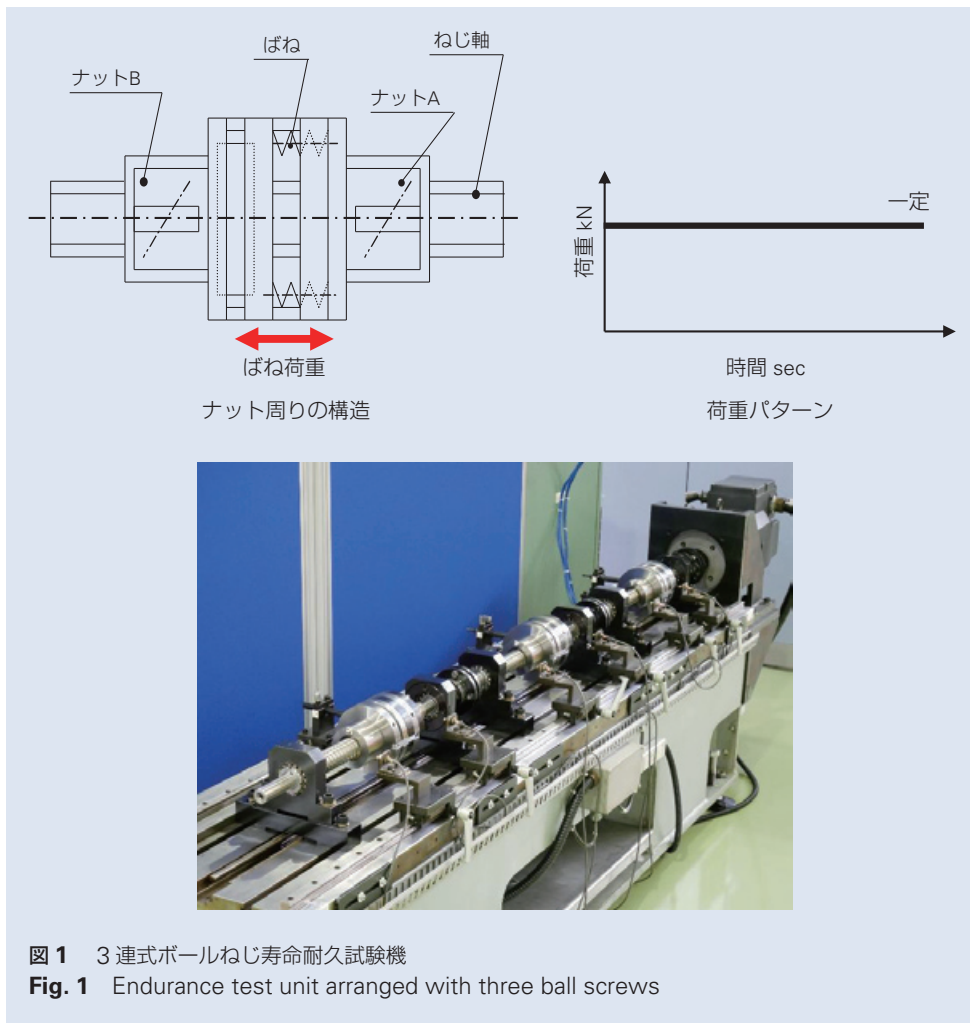 ばね
ねじ軸
ナットB
ナットA
一定
荷重 kN
ばね荷重
時間 sec
ナット周りの構造
荷重パターン
図 1 3 連式ボールねじ寿命耐久試験機
Fig. 1 Endurance test unit arranged with three ball screws